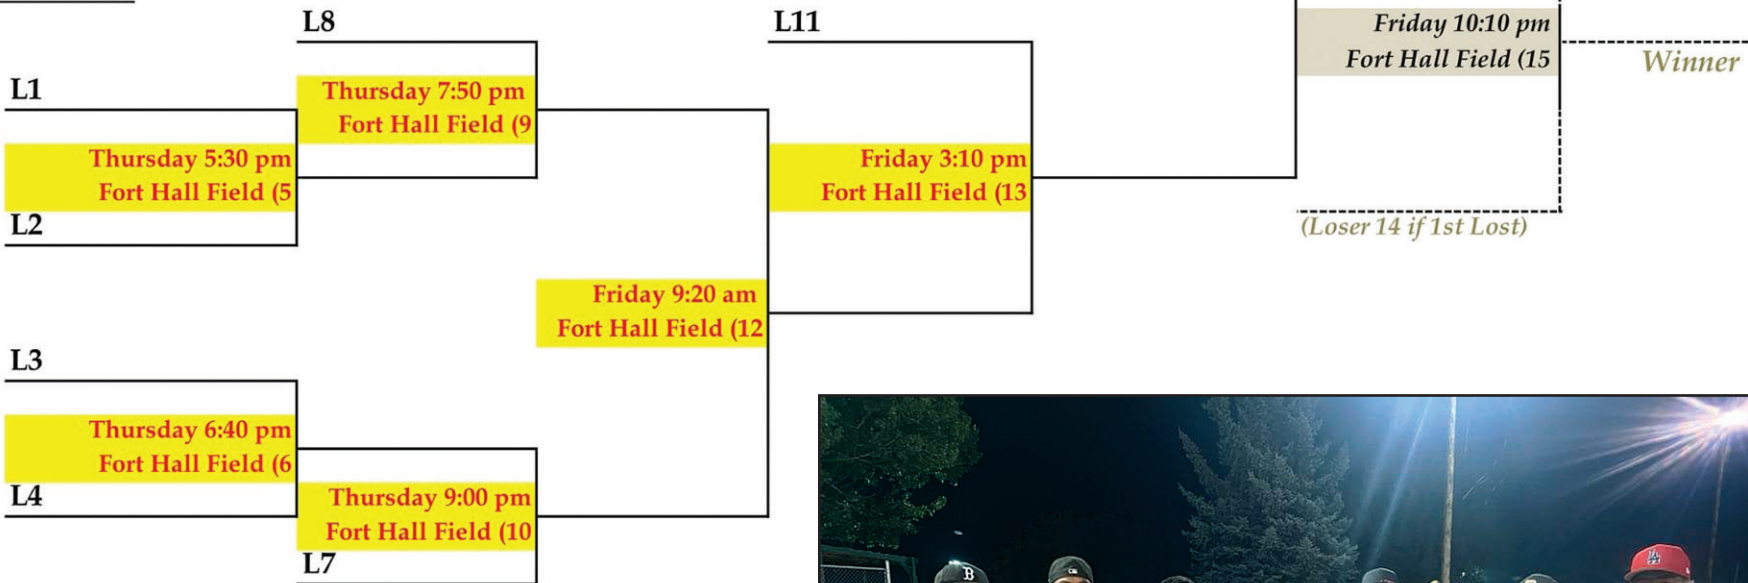 L8
L11
Friday 10:10 pm
Fort Hall Field (15
Winner
L1
Thursday 7:50 pm
Fort Hall Field (9
Thursday 5:30 pm
Fort Hall Field (5
Friday 3:10 pm
Fort Hall Field (13
L2
(Loser 14 if 1st Lost)
Friday 9:20 am
Fort Hall Field (12
L3
Thursday 6:40 pm
Fort Hall Field (6
L4
Thursday 9:00 pm
Fort Hall Field (10
L7
B
LA